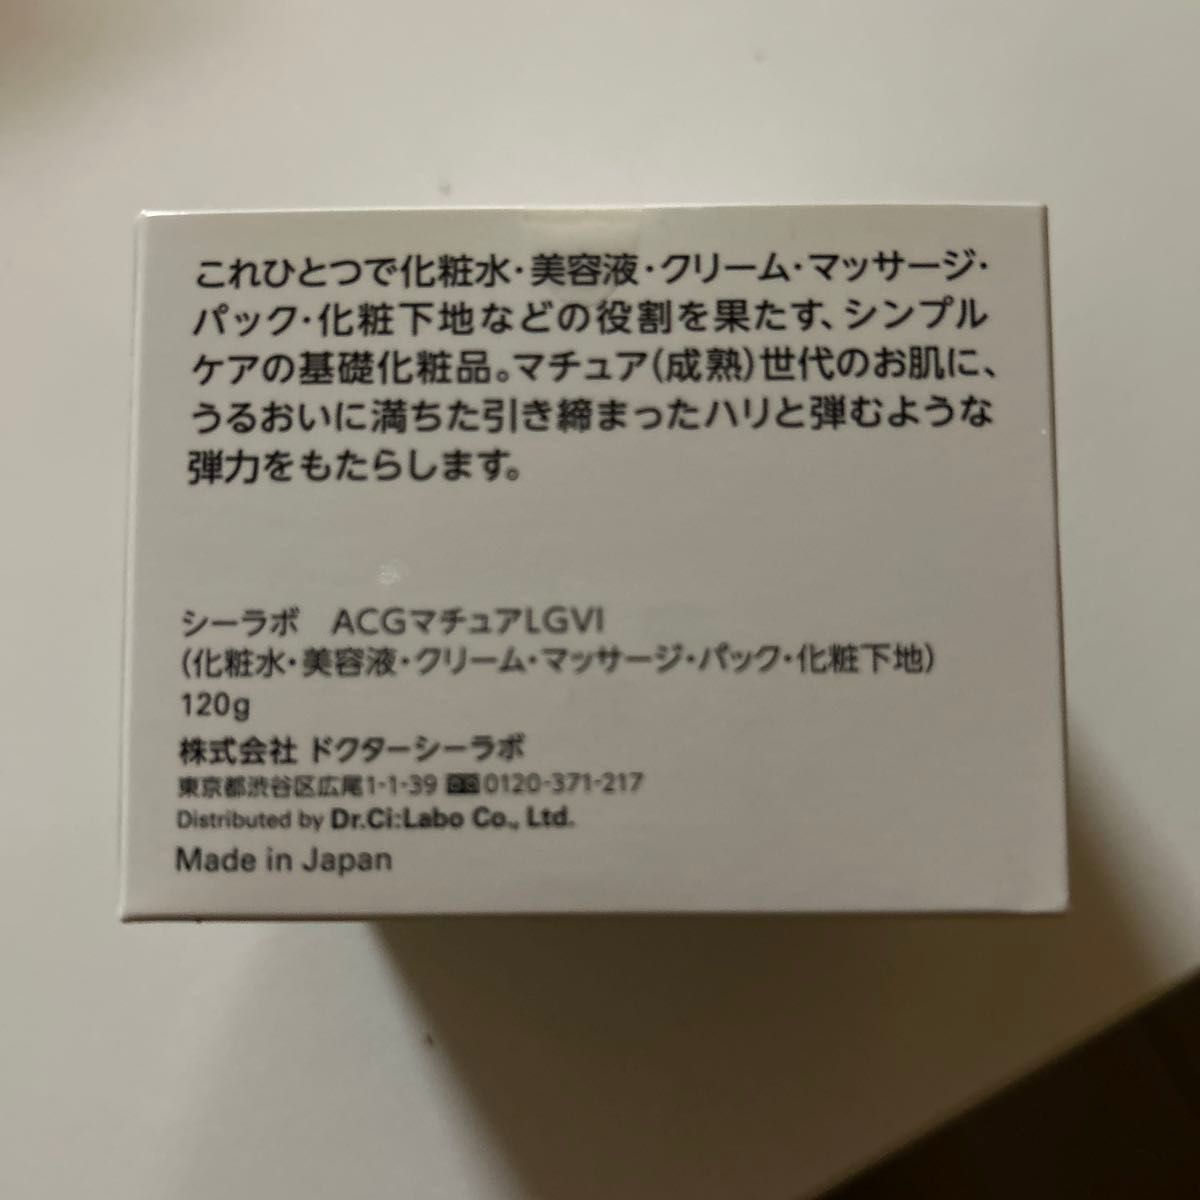 これひとつで化粧水・美容液・クリーム・マッサージ・
パック・化粧下地などの役割を果たす、シンプル
ケアの基礎化粧品。マチュア(成熟)世代のお肌に、
うるおいに満ちた引き締まったハリと弾むような
弾力をもたらします。
シーラボ ACGマチュアLGVI
(化粧水・美容液・クリーム・マッサージ・パック・化粧下地)
120g
株式会社 ドクターシーラボ
東京都渋谷区広尾1-1-39 0120-371-217
Distributed by Dr.Ci:Labo Co., Ltd.
Made in Japan